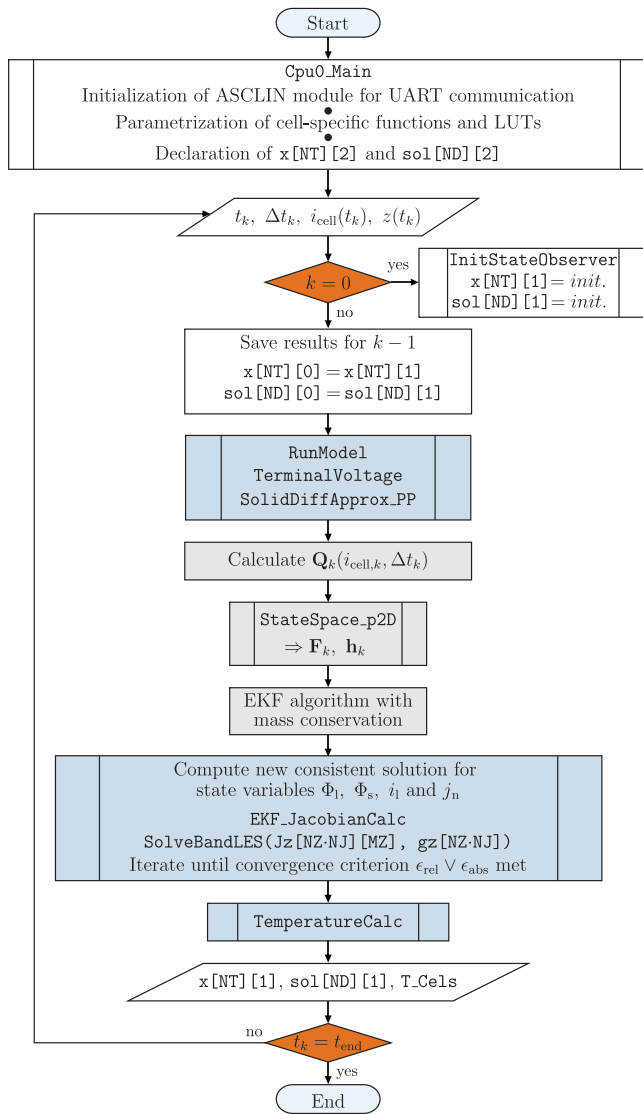 Start
Cpu0_Main
Initialization of ASCLIN module for UART communication
•
Parametrization of cell-specific functions and LUTs
•
Declaration of x[NT][2] and sol[ND][2]
t_k, Δt_k, i_cell(t_k), z(t_k)
k = 0
yes
InitStateObserver
x[NT][1] = init.
sol[ND][1] = init.
no
Save results for k − 1
x[NT][0] = x[NT][1]
sol[ND][0] = sol[ND][1]
RunModel
TerminalVoltage
SolidDiffApprox_PP
Calculate Q_k(i_cell,k, Δt_k)
StateSpace_p2D
⇒ F_k, h_k
EKF algorithm with
mass conservation
Compute new consistent solution for
state variables Φ_l, Φ_s, i_l and j_n
EKF_JacobianCalc
SolveBandLES(Jz[NZ·NJ][MZ], gz[NZ·NJ])
Iterate until convergence criterion ϵ_rel ∨ ϵ_abs met
TemperatureCalc
x[NT][1], sol[ND][1], T_Cels
no
t_k = t_end
yes
End